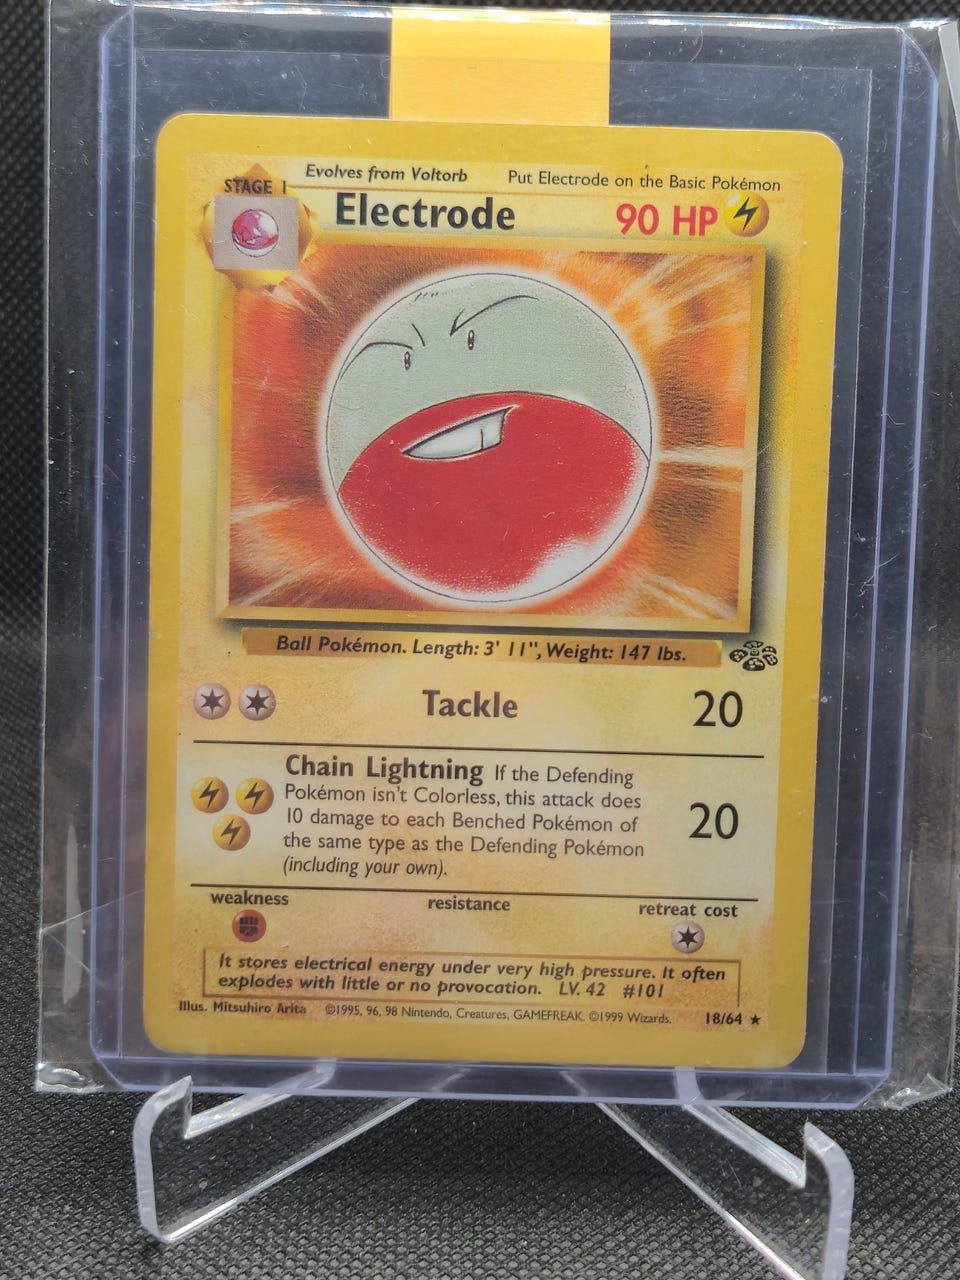 Evolves from Voltorb Put Electrode on the Basic Pokémon
STAGE 1
Electrode 90 HP
Ball Pokémon. Length: 3' 11", Weight: 147 lbs.
Tackle 20
Chain Lightning If the Defending
Pokémon isn't Colorless, this attack does
10 damage to each Benched Pokémon of
the same type as the Defending Pokémon
(including your own).
20
weakness resistance retreat cost
It stores electrical energy under very high pressure. It often
explodes with little or no provocation. LV. 42 #101
Illus. Mitsuhiro Arita ©1995, 96, 98 Nintendo, Creatures, GAMEFREAK. ©1999 Wizards. 18/64 ★